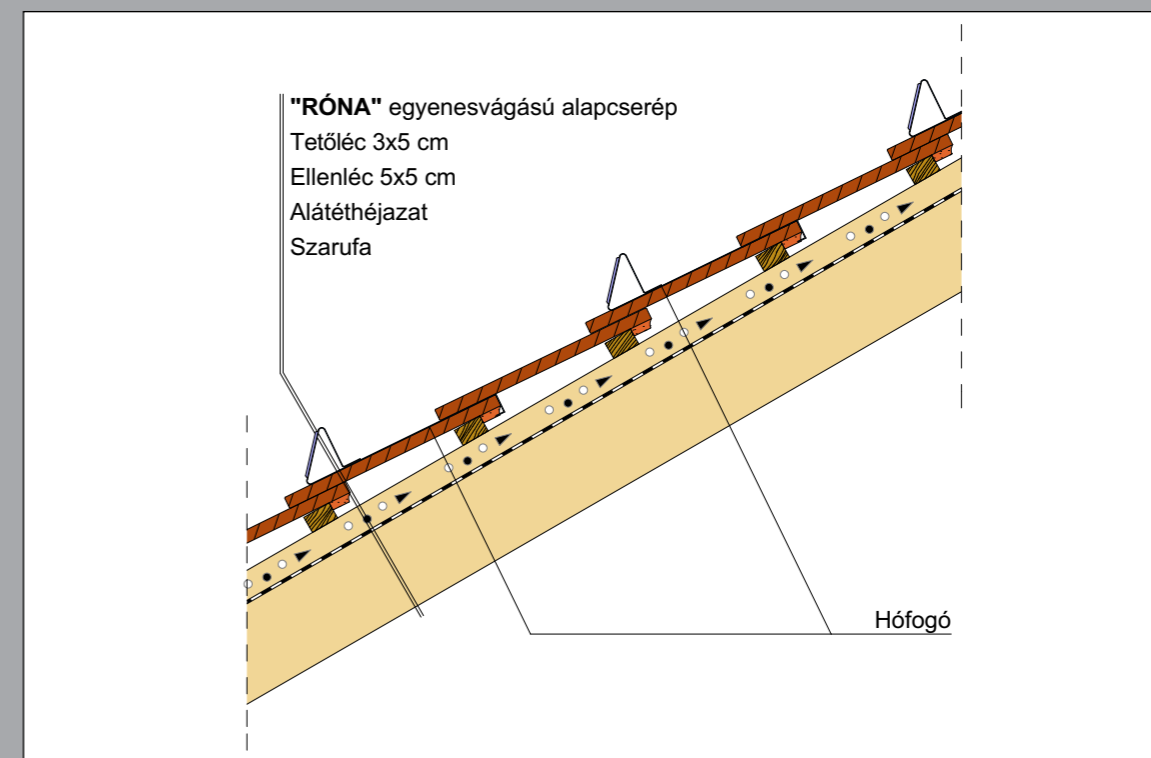 "RÓNA" egyenesvágású alapcserép
Tetőléc 3x5 cm
Ellenléc 5x5 cm
Alátéthéjazat
Szarufa
Hófogó